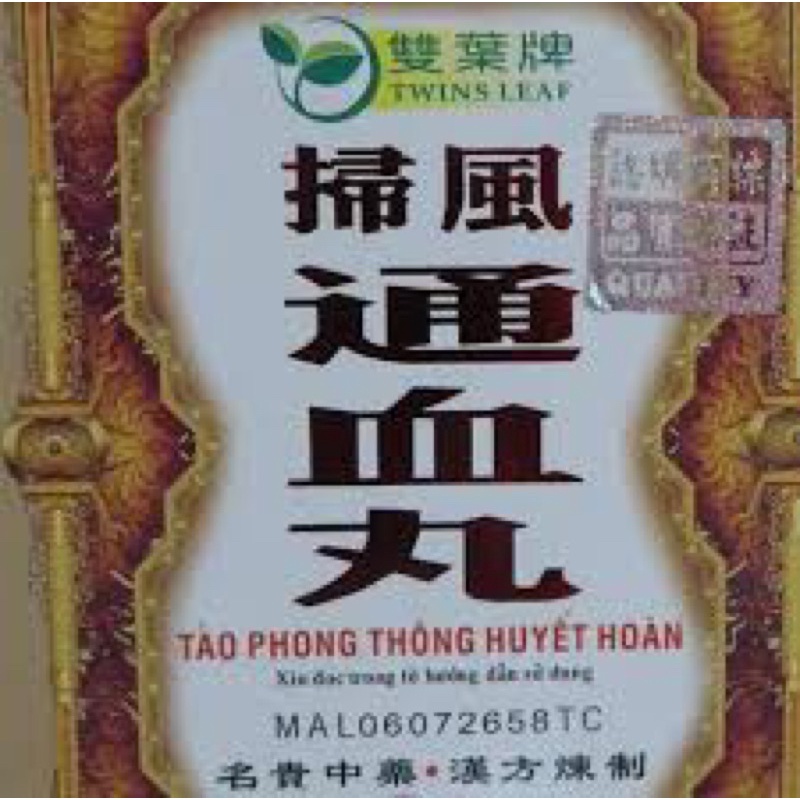 雙葉牌
TWINS LEAF
掃風
通
血
丸
TẢO PHONG THÔNG HUYẾT HOÀN
Xin đọc trong tờ hướng dẫn sử dụng
MAL06072658TC
名貴中藥·漢方煉制